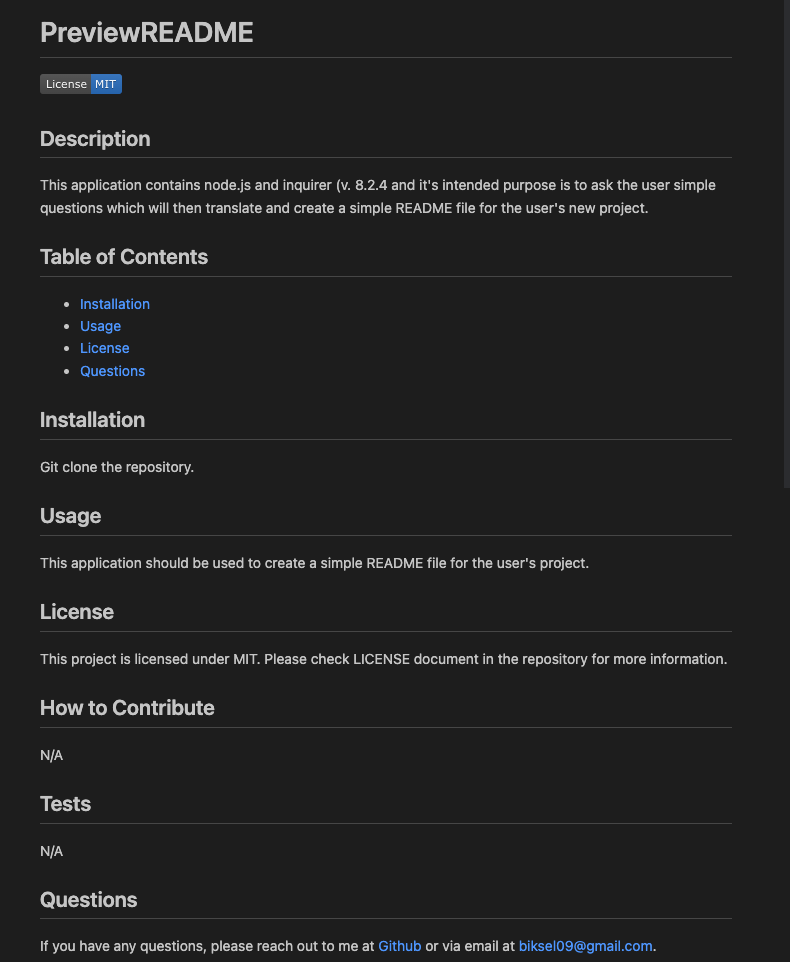 PreviewREADME
License MIT
Description
This application contains node.js and inquirer (v. 8.2.4 and it's intended purpose is to ask the user simple
questions which will then translate and create a simple README file for the user's new project.
Table of Contents
Installation
Usage
License
Questions
Installation
Git clone the repository.
Usage
This application should be used to create a simple README file for the user's project.
License
This project is licensed under MIT. Please check LICENSE document in the repository for more information.
How to Contribute
N/A
Tests
N/A
Questions
If you have any questions, please reach out to me at Github or via email at biksel09@gmail.com.